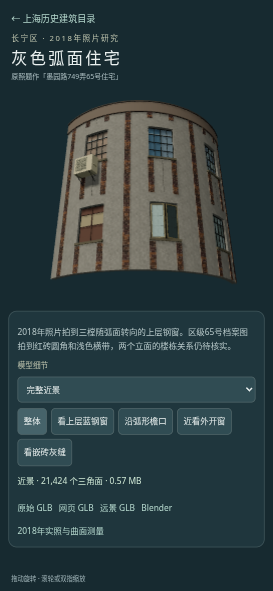 ← 上海历史建筑目录
长宁区 · 2018年照片研究
灰色弧面住宅
原照题作「愚园路749弄65号住宅」
2018年照片拍到三樘随弧面转向的上层钢窗。区级65号档案图
拍到红砖圆角和浅色横带，两个立面的楼栋关系仍待核实。
模型细节
完整近景
整体 看上层蓝钢窗 沿弧形檐口 近看外开窗
看嵌砖灰缝
近景 · 21,424 个三角面 · 0.57 MB
原始 GLB 网页 GLB 远景 GLB Blender
2018年实照与曲面测量
拖动旋转 · 滚轮或双指缩放